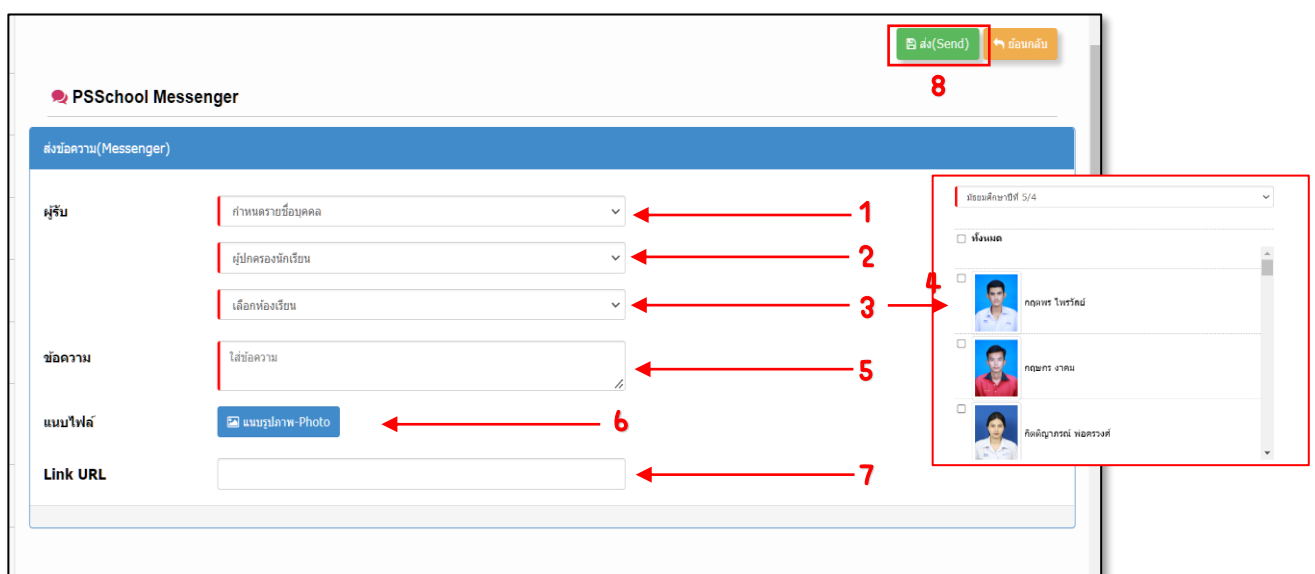 ส่ง(Send)
ย้อนกลับ
8
PSSchool Messenger
ส่งข้อความ(Messenger)
ผู้รับ
กำหนดรายชื่อบุคคล
1
ผู้ปกครองนักเรียน
2
เลือกห้องเรียน
3
ข้อความ
ใส่ข้อความ
5
แนบไฟล์
แนบรูปภาพ-Photo
6
Link URL
7
มัธยมศึกษาปีที่ 5/4
ทั้งหมด
4
กฤตพร ไพรวัลย์
กฤษกร งาคม
กิตติญาภรณ์ พ่อครวงค์